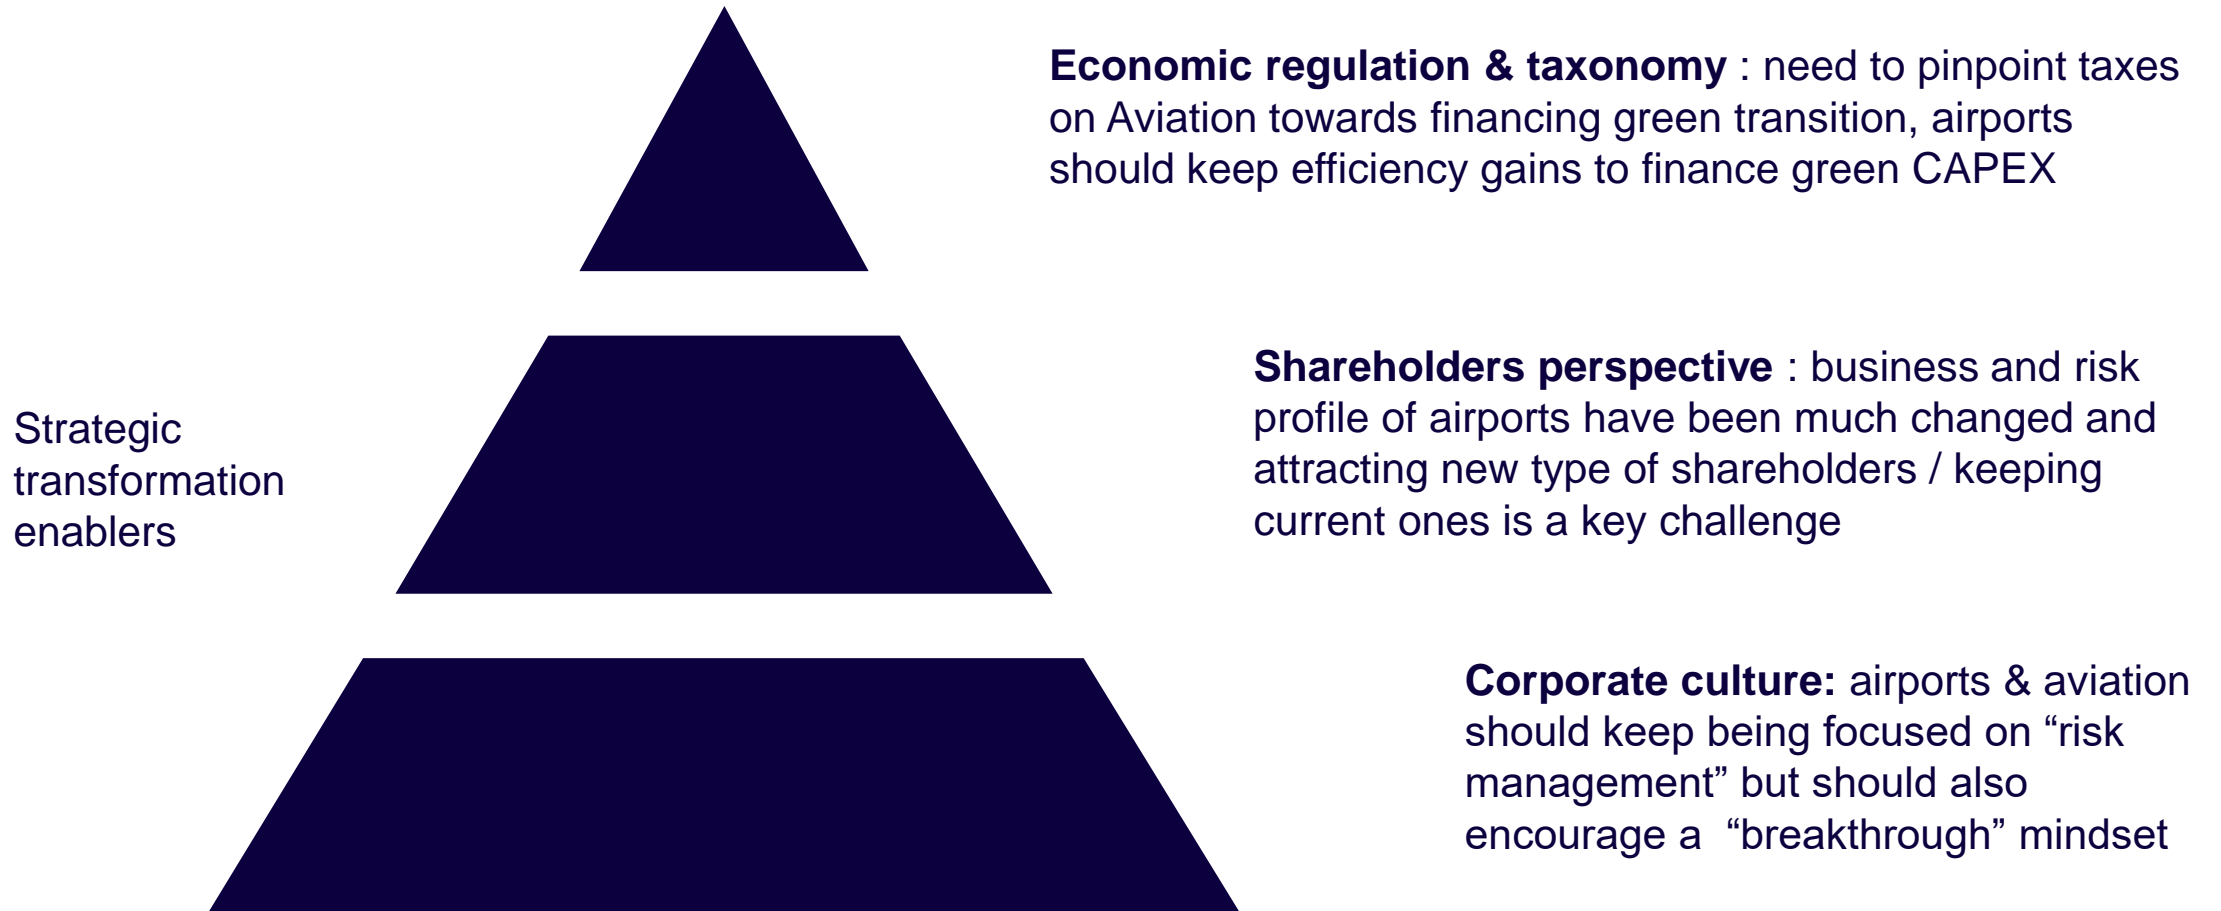 Economic regulation & taxonomy : need to pinpoint taxes
on Aviation towards financing green transition, airports
should keep efficiency gains to finance green CAPEX
Strategic
transformation
enablers
Shareholders perspective : business and risk
profile of airports have been much changed and
attracting new type of shareholders / keeping
current ones is a key challenge
Corporate culture: airports & aviation
should keep being focused on “risk
management” but should also
encourage a  “breakthrough” mindset